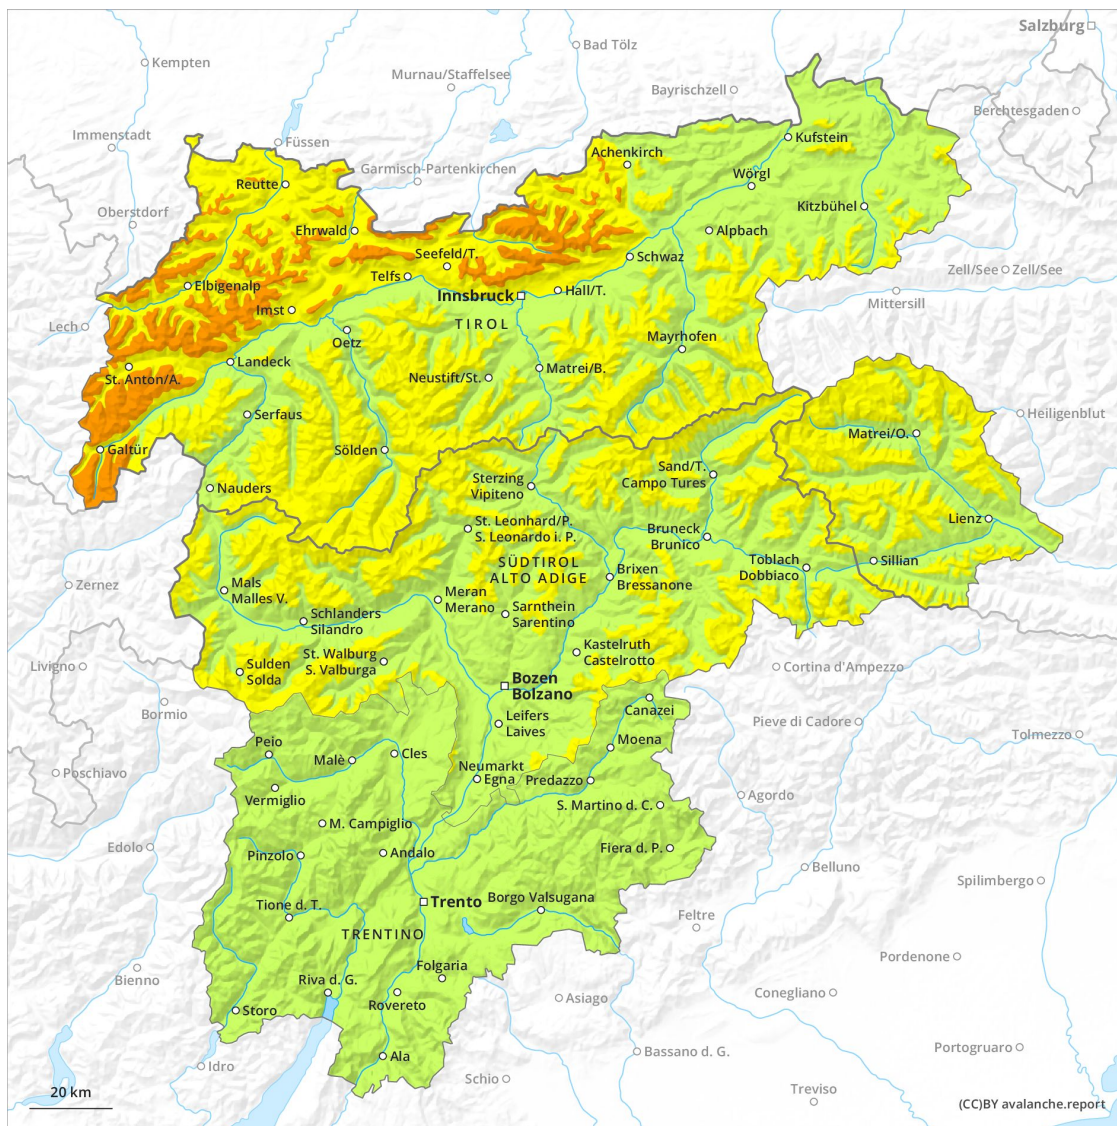 Salzburg
Bad Tölz
Kempten
Murnau/Staffelsee
Bayrischzell
Berchtesgaden
Immenstadt
Füssen
Kufstein
Achenkirch
Garmisch-Partenkirchen
Reutte
Wörgl
Oberstdorf
Kitzbühel
Ehrwald
Alpbach
Seefeld/T.
Schwaz
Telfs
Zell/See
Zell/See
Elbigenalp
Innsbruck
Hall/T.
Mittersill
Imst
Lech
TIROL
Oetz
Mayrhofen
Landeck
Matrei/B.
St. Anton/A.
Neustift/St.
Serfaus
Heiligenblut
Matrei/O.
Galtür
Sölden
Sand/T.
Campo Tures
Sterzing
Vipiteno
Nauders
Lienz
St. Leonhard/P.
S. Leonardo i. P.
Bruneck
Brunico
SÜDTIROL
ALTO ADIGE
Toblach
Dobbiaco
Sillian
Brixen
Bressanone
Zernez
Mals
Malles V.
Meran
Merano
Sarnthein
Sarentino
Schlanders
Silandro
Kastelruth
Castelrotto
St. Walburg
S. Valburga
Livigno
Sulden
Solda
Cortina d'Ampezzo
Bozen
Bolzano
Canazei
Bormio
Leifers
Laives
Pieve di Cadore
Tolmezzo
Peio
Moena
Malè
Cles
Poschiavo
Neumarkt
Egna
Predazzo
Vermiglio
Agordo
S. Martino d. C.
M. Campiglio
Edolo
Pinzolo
Andalo
Fiera d. P.
Belluno
Spilimbergo
Trento
Borgo Valsugana
Tione d. T.
Feltre
TRENTINO
Pordenone
Folgaria
Bienno
Riva d. G.
Rovereto
Conegliano
Asiago
Storo
Portogruaro
Bassano d. G.
Ala
Idro
Schio
Treviso
20 km
(CC)BY avalanche.report